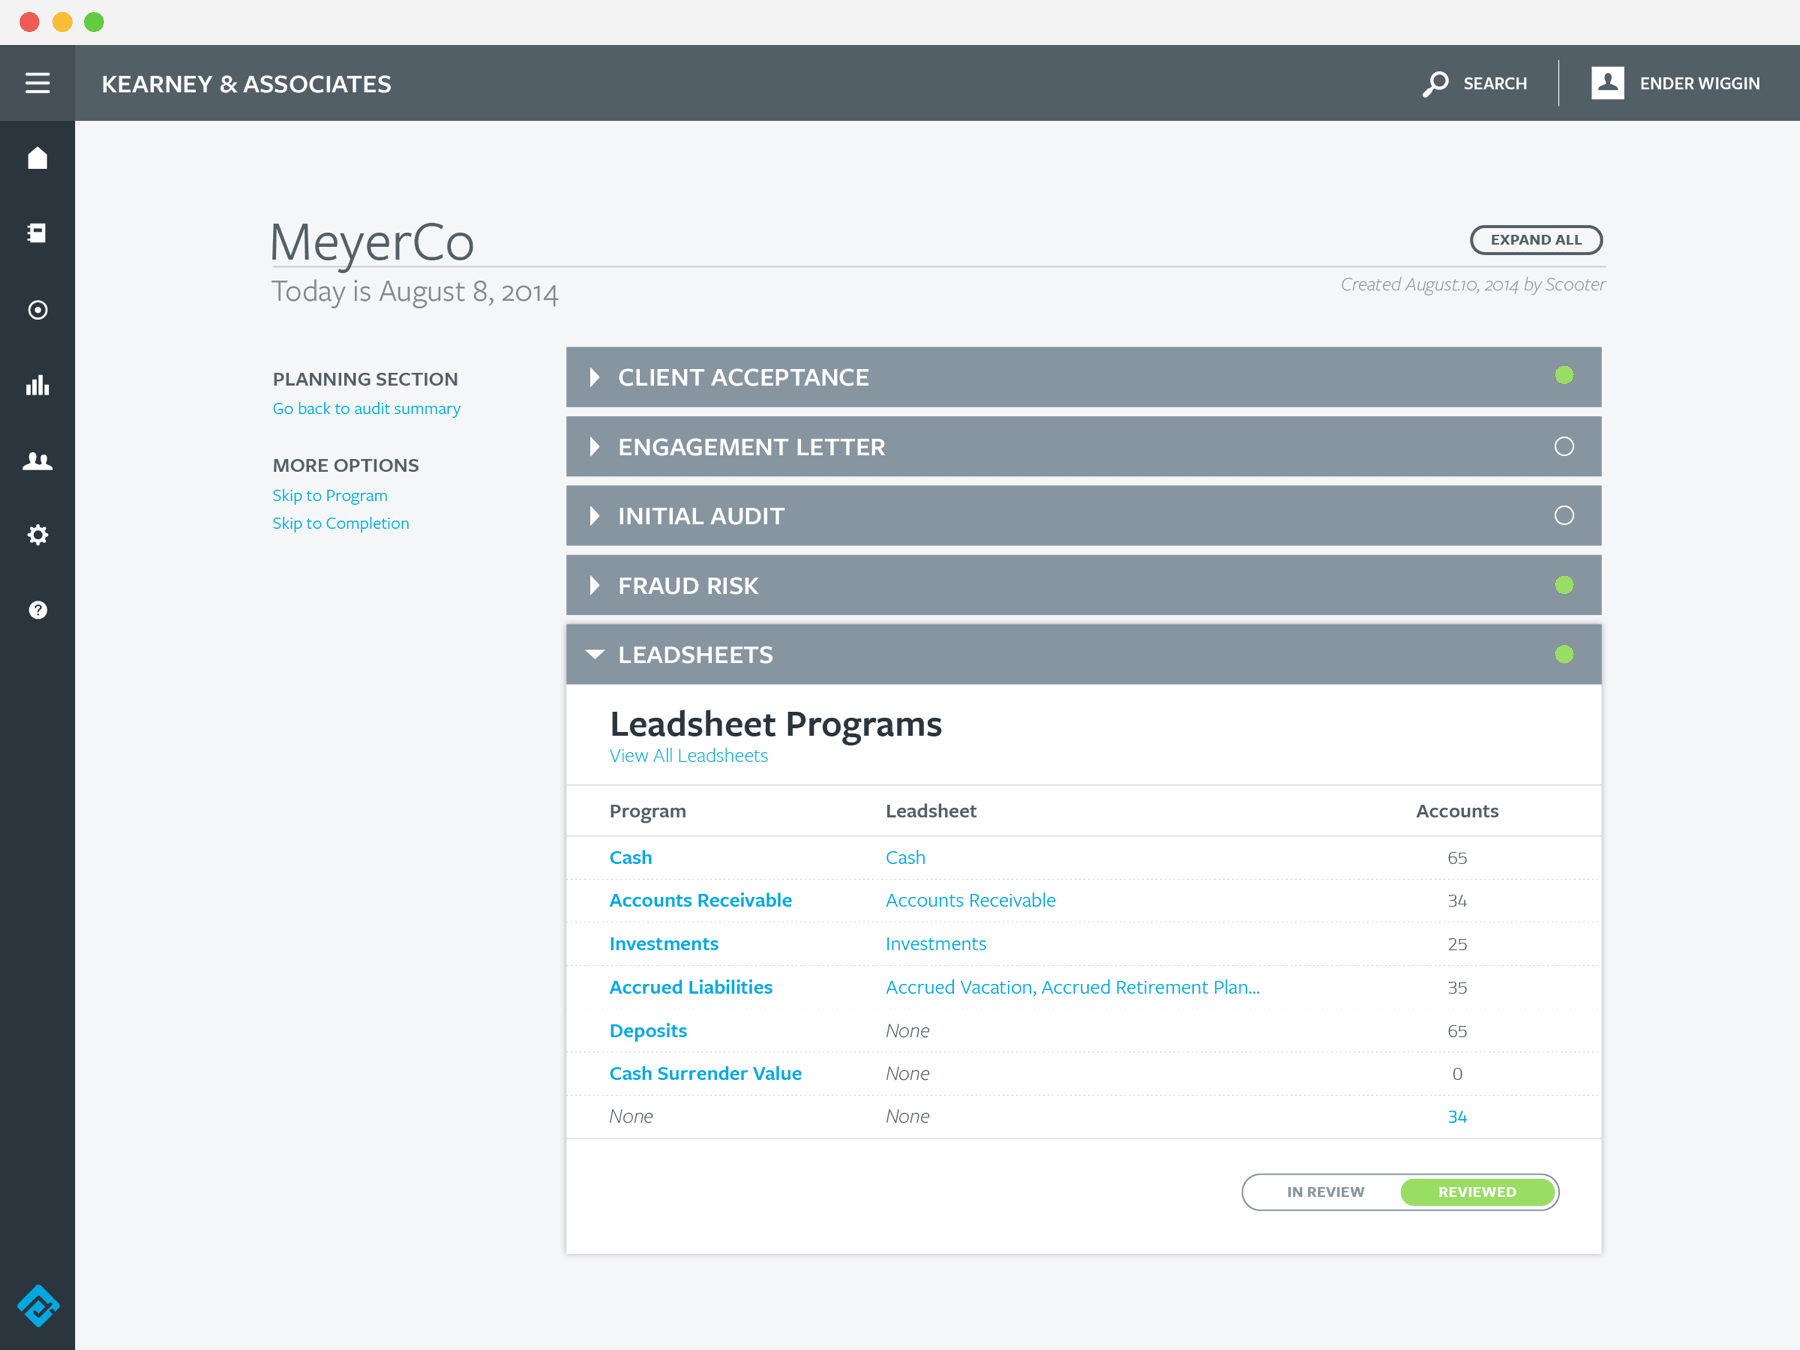 KEARNEY & ASSOCIATES
SEARCH
ENDER WIGGIN
MeyerCo
EXPAND ALL
Today is August 8, 2014
Created August.10, 2014 by Scooter
PLANNING SECTION
Go back to audit summary
MORE OPTIONS
Skip to Program
Skip to Completion
CLIENT ACCEPTANCE
ENGAGEMENT LETTER
INITIAL AUDIT
FRAUD RISK
LEADSHEETS
Leadsheet Programs
View All Leadsheets
Program Leadsheet Accounts
Cash Cash 65
Accounts Receivable Accounts Receivable 34
Investments Investments 25
Accrued Liabilities Accrued Vacation, Accrued Retirement Plan... 35
Deposits None 65
Cash Surrender Value None 0
None None 34
IN REVIEW REVIEWED